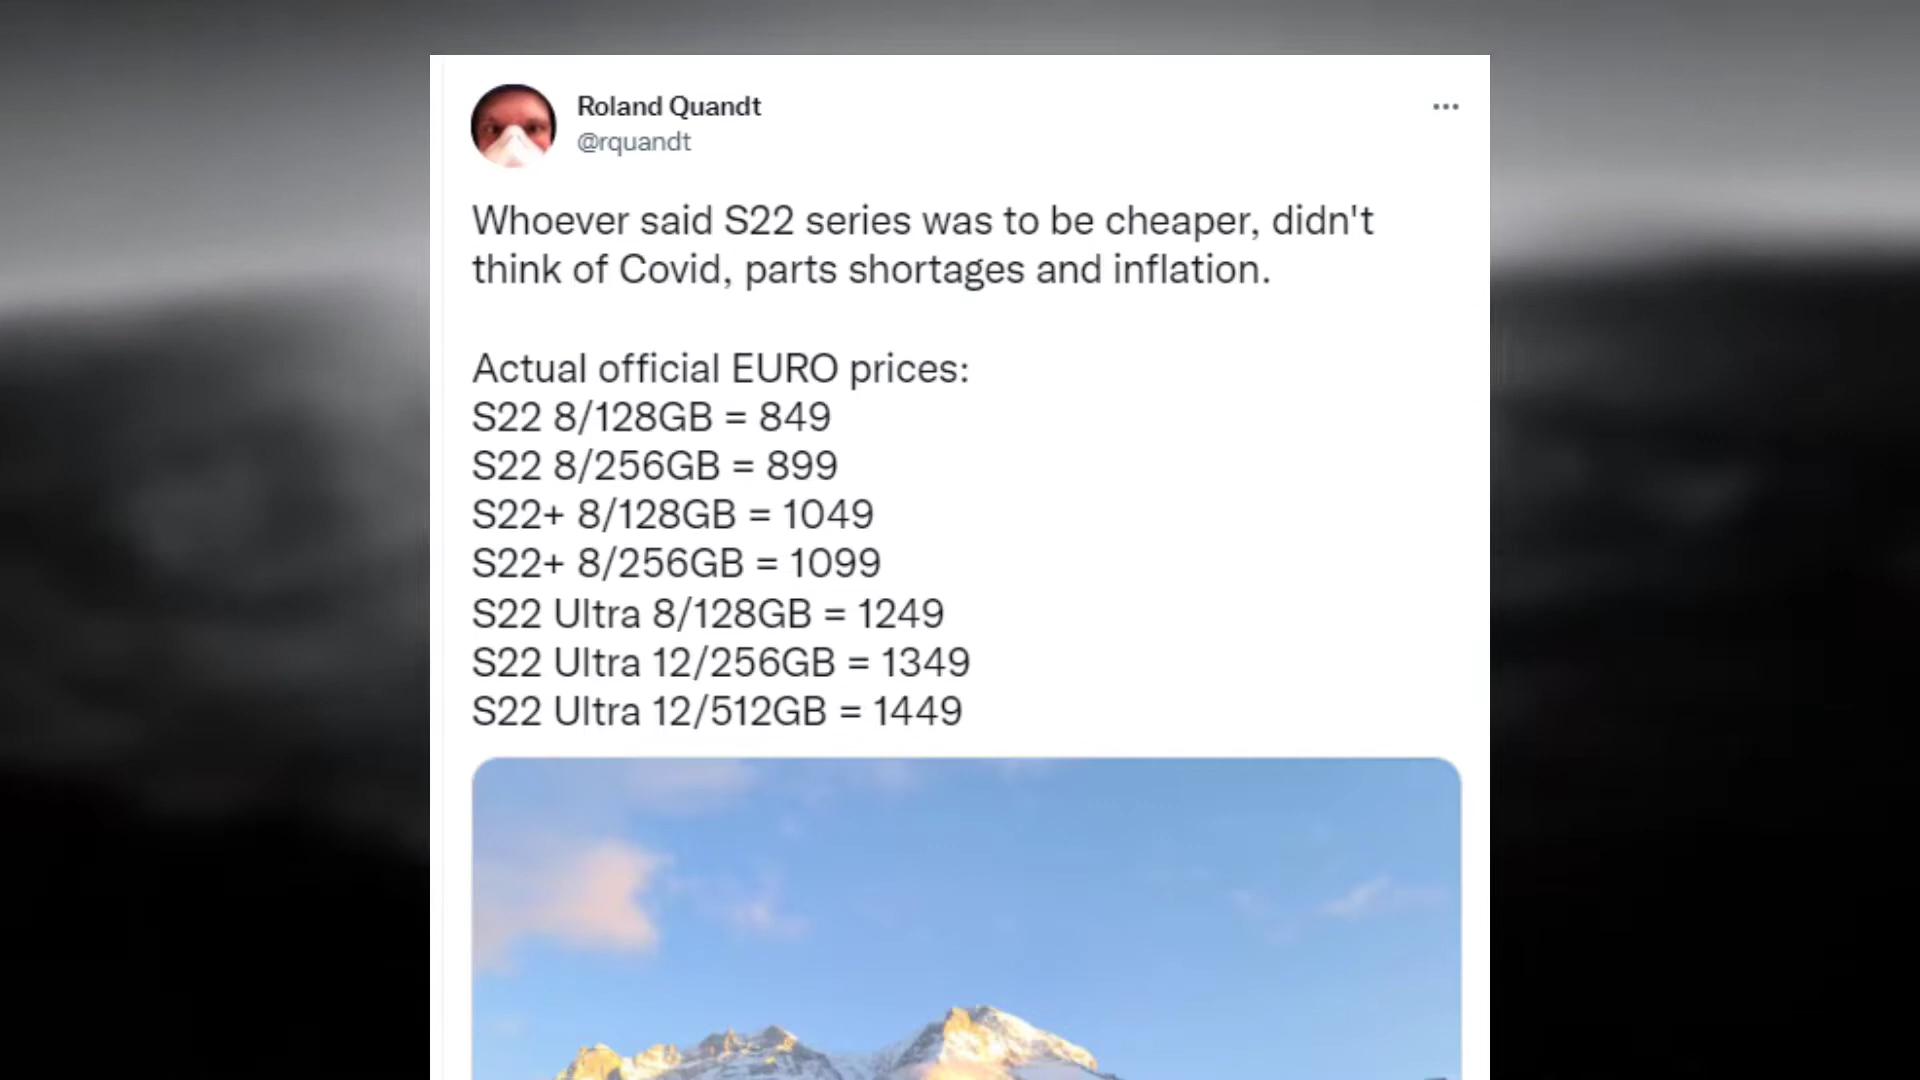 Roland Quandt
@rquandt
Whoever said S22 series was to be cheaper, didn't
think of Covid, parts shortages and inflation.
Actual official EURO prices:
S22 8/128GB = 849
S22 8/256GB = 899
S22+ 8/128GB = 1049
S22+ 8/256GB = 1099
S22 Ultra 8/128GB = 1249
S22 Ultra 12/256GB = 1349
S22 Ultra 12/512GB = 1449